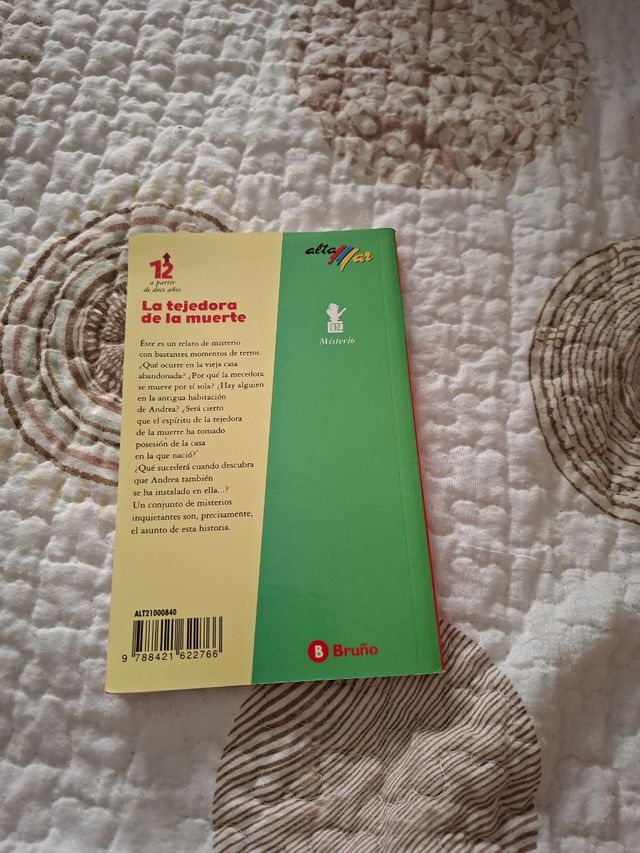 12
a partir
de doce años
La tejedora
de la muerte
Éste es un relato de misterio
con bastantes momentos de terror.
¿Qué ocurre en la vieja casa
abandonada? ¿Por qué la mecedora
se mueve por sí sola? ¿Hay alguien
en la antigua habitación
de Andrea? ¿Será cierto
que el espíritu de la tejedora
de la muerte ha tomado
posesión de la casa
en la que nació?
¿Qué sucederá cuando descubra
que Andrea también
se ha instalado en ella...?
Un conjunto de misterios
inquietantes son, precisamente,
el asunto de esta historia.
ALT21000840
9 788421 622766
alta Mar
Misterio
B Bruño